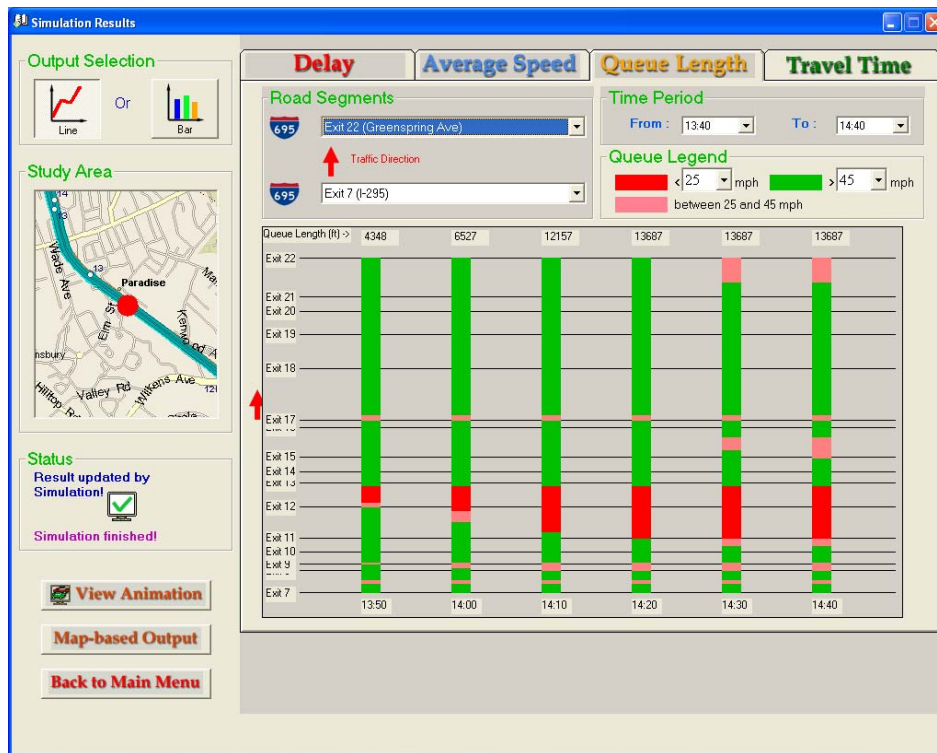 Simulation Results
Output Selection
Line
Or
Bar
Study Area
14
13
13
Wade Ave
Paradise
Elm St
Valley Rd
Wilkens Ave
Hilltop
nsbury
Status
Result updated by
Simulation!
Simulation finished!
View Animation
Map-based Output
Back to Main Menu
Delay
Average Speed
Queue Length
Travel Time
Road Segments
695
Exit 22 (Greenspring Ave)
Traffic Direction
695
Exit 7 (I-295)
Time Period
From : 13:40
To : 14:40
Queue Legend
< 25 mph
> 45 mph
between 25 and 45 mph
Queue Length (ft) -> 4348 6527 12157 13687 13687 13687
Exit 22
Exit 21
Exit 20
Exit 19
Exit 18
Exit 17
Exit 15
Exit 14
Exit 13
Exit 12
Exit 11
Exit 10
Exit 9
Exit 7
13:50 14:00 14:10 14:20 14:30 14:40